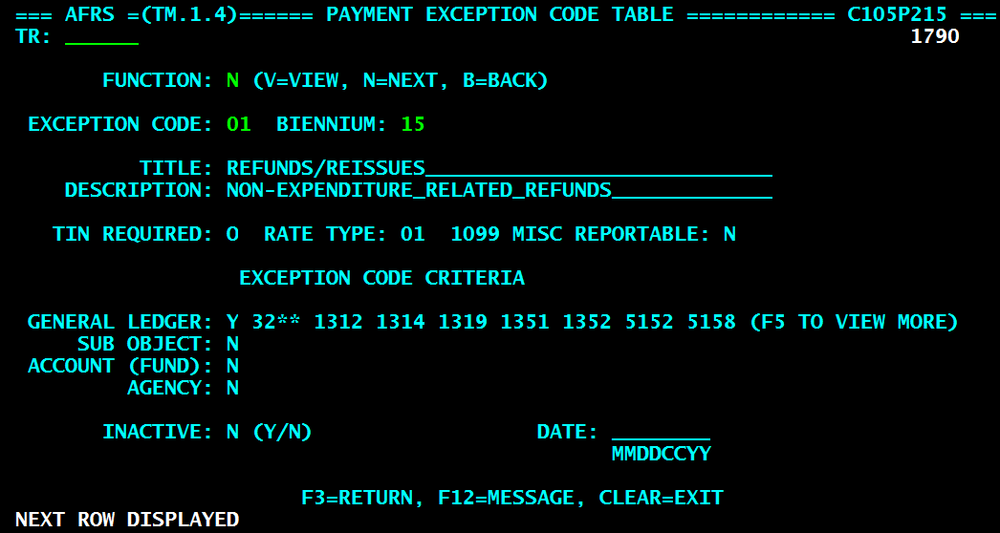 === AFRS =(TM.1.4)====== PAYMENT EXCEPTION CODE TABLE ============ C105P215 ===
TR: ______ 1790
FUNCTION: N (V=VIEW, N=NEXT, B=BACK)
EXCEPTION CODE: 01 BIENNIUM: 15
TITLE: REFUNDS/REISSUES____________________________
DESCRIPTION: NON-EXPENDITURE_RELATED_REFUNDS_____________
TIN REQUIRED: O RATE TYPE: 01 1099 MISC REPORTABLE: N
EXCEPTION CODE CRITERIA
GENERAL LEDGER: Y 32** 1312 1314 1319 1351 1352 5152 5158 (F5 TO VIEW MORE)
SUB OBJECT: N
ACCOUNT (FUND): N
AGENCY: N
INACTIVE: N (Y/N) DATE: ________
MMDDCCYY
F3=RETURN, F12=MESSAGE, CLEAR=EXIT
NEXT ROW DISPLAYED